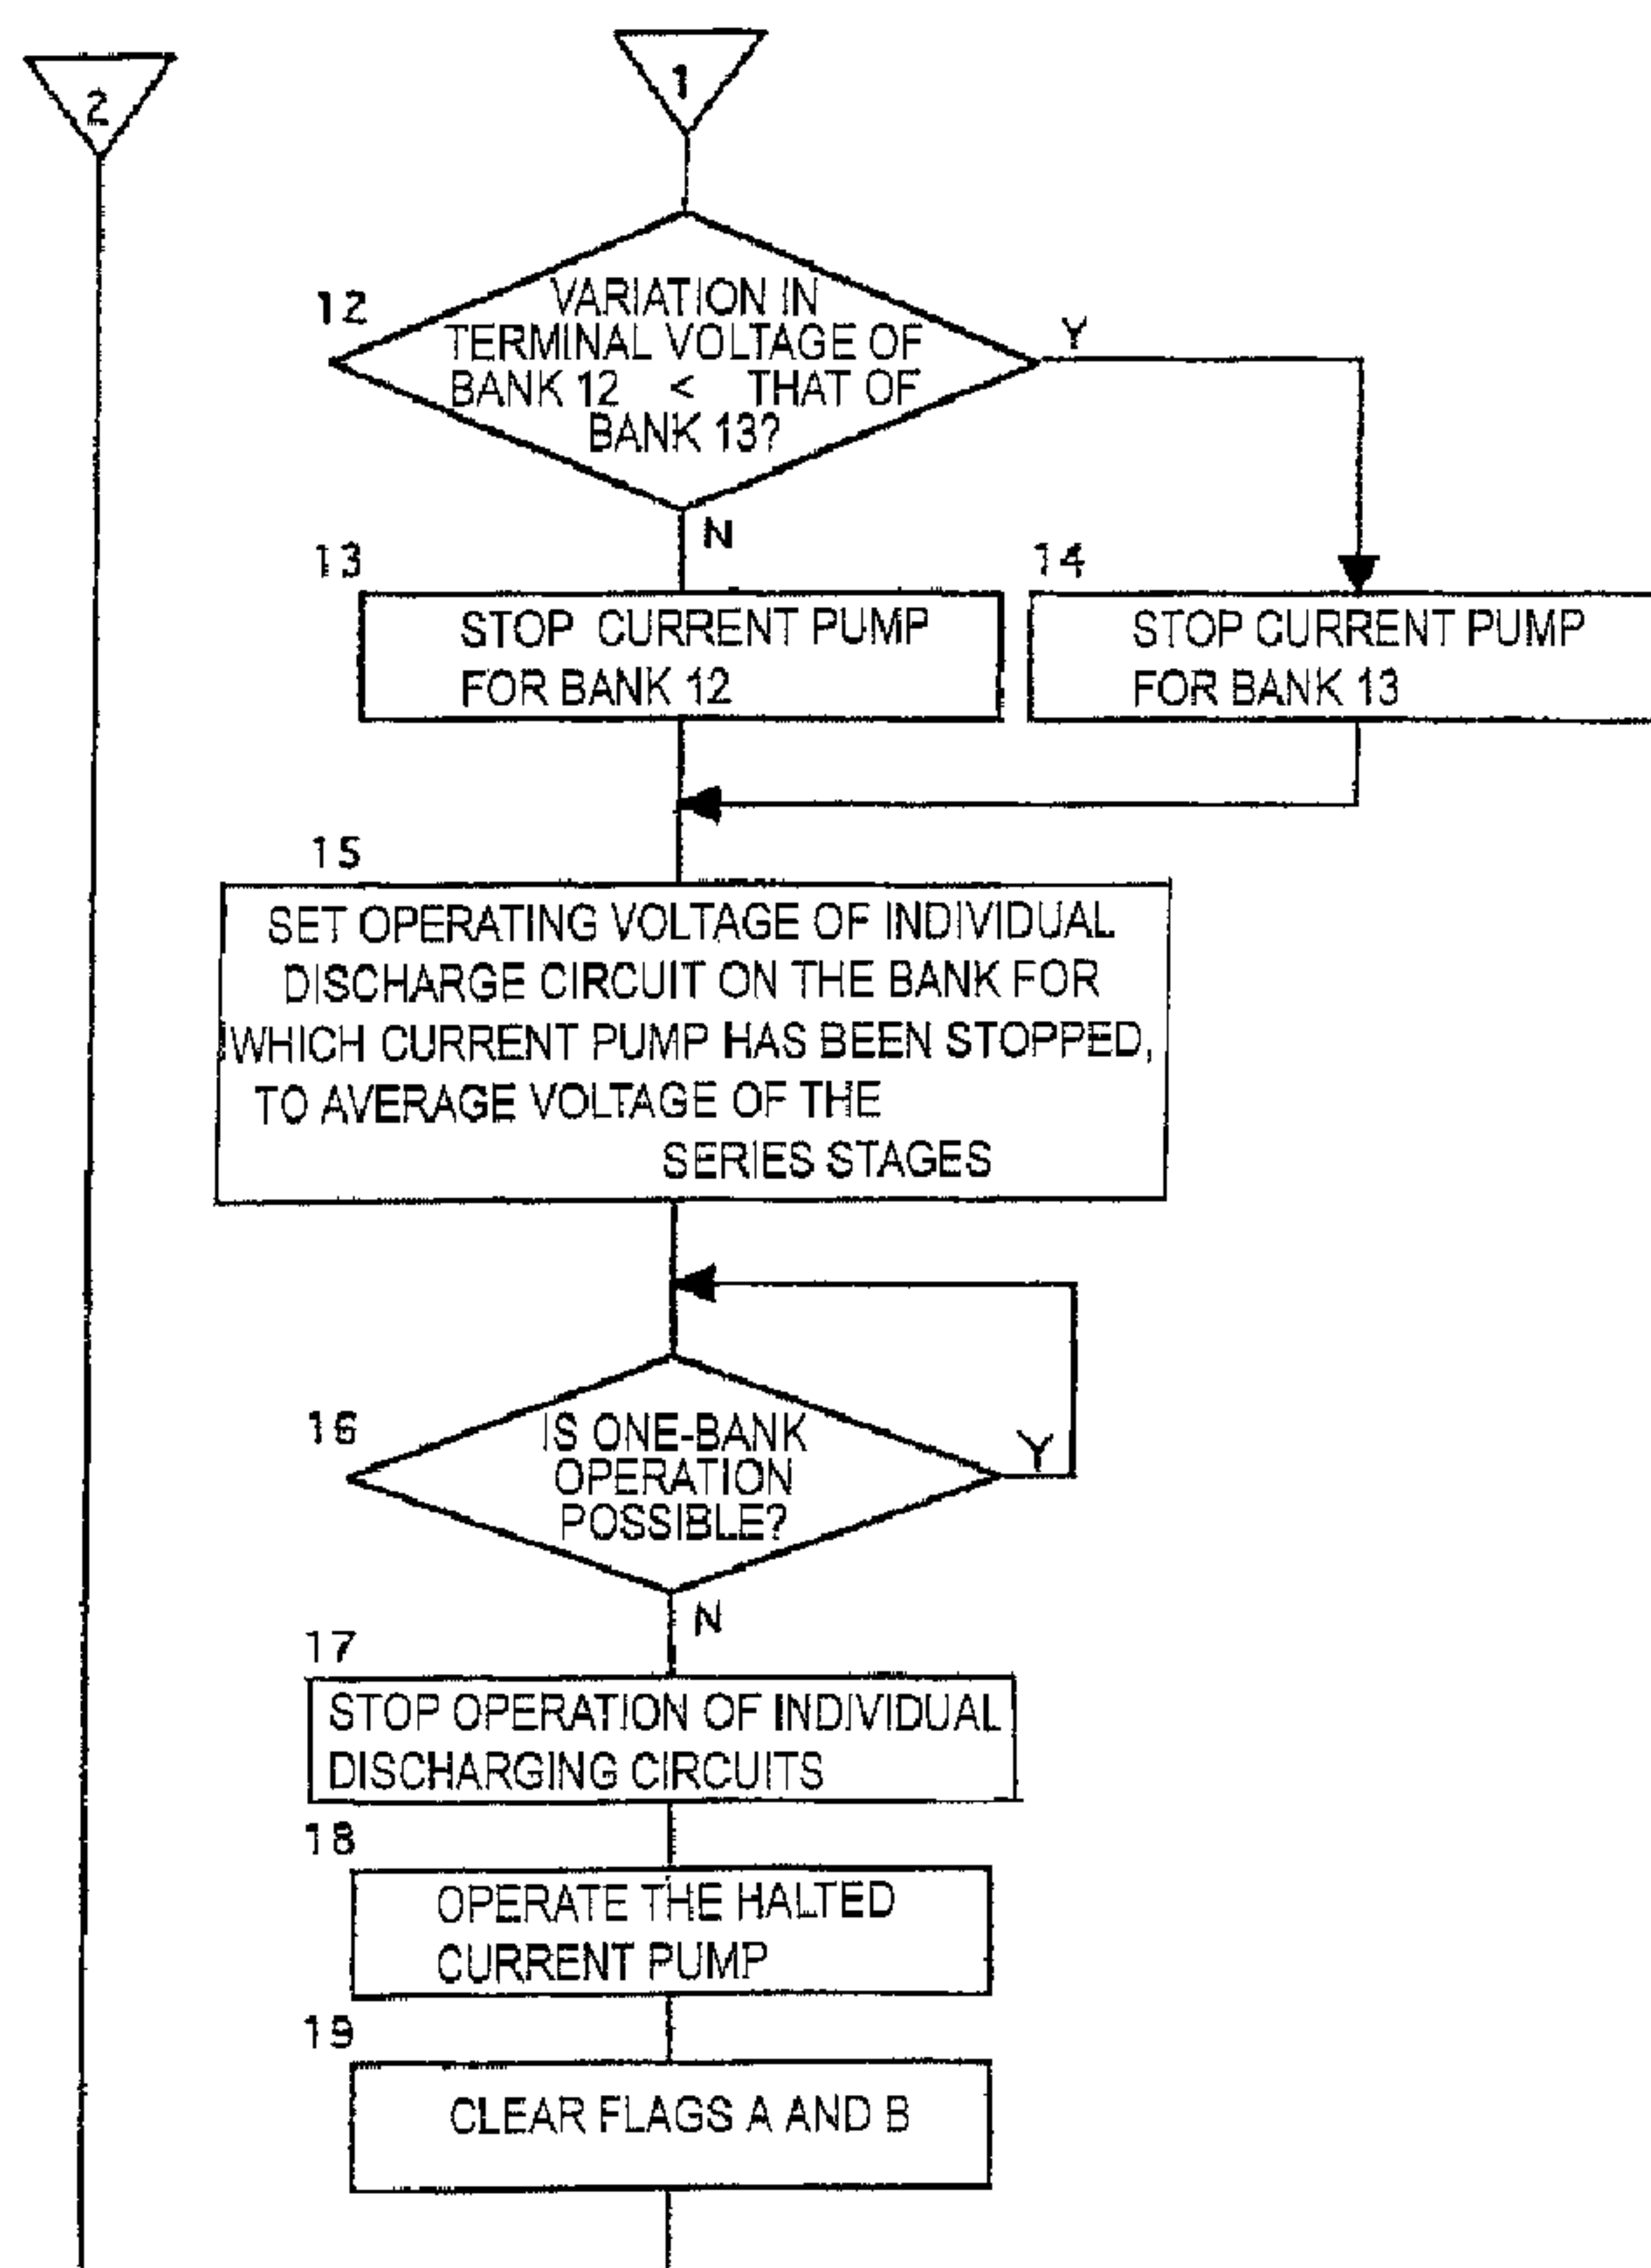 2
1
12
VARIATION IN
TERMINAL VOLTAGE OF
BANK 12 < THAT OF
BANK 13?
Y
N
13
STOP CURRENT PUMP
FOR BANK 12
14
STOP CURRENT PUMP
FOR BANK 13
15
SET OPERATING VOLTAGE OF INDIVIDUAL
DISCHARGE CIRCUIT ON THE BANK FOR
WHICH CURRENT PUMP HAS BEEN STOPPED,
TO AVERAGE VOLTAGE OF THE
SERIES STAGES
16
IS ONE-BANK
OPERATION
POSSIBLE?
Y
N
17
STOP OPERATION OF INDIVIDUAL
DISCHARGING CIRCUITS
18
OPERATE THE HALTED
CURRENT PUMP
19
CLEAR FLAGS A AND B